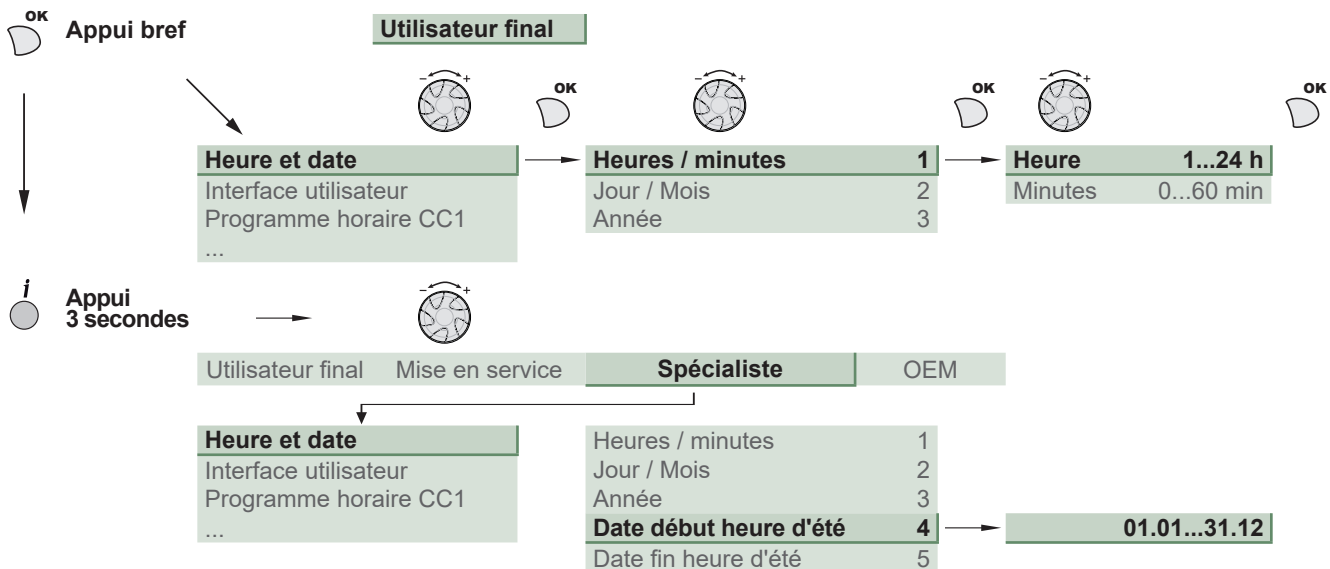 OK
Appui bref Utilisateur final
- +
OK
- +
OK
- +
OK
Heure et date Heures / minutes 1 Heure 1...24 h
Interface utilisateur Jour / Mois 2 Minutes 0...60 min
Programme horaire CC1 Année 3
...
i
Appui
3 secondes
- +
Utilisateur final Mise en service Spécialiste OEM
Heure et date Heures / minutes 1
Interface utilisateur Jour / Mois 2
Programme horaire CC1 Année 3
... Date début heure d'été 4 01.01...31.12
Date fin heure d'été 5